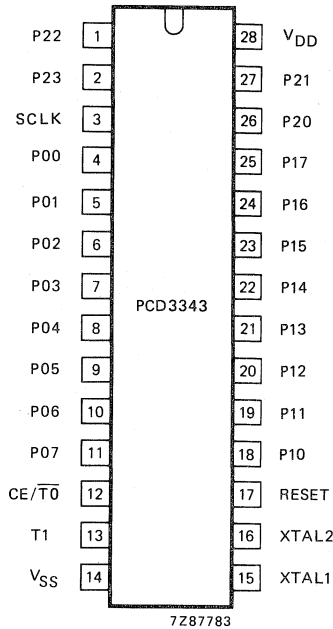 P22 1 28 VDD
P23 2 27 P21
SCLK 3 26 P20
P00 4 25 P17
P01 5 24 P16
P02 6 23 P15
P03 7 22 P14
PCD3343
P04 8 21 P13
P05 9 20 P12
P06 10 19 P11
P07 11 18 P10
CE/T̅0̅ 12 17 RESET
T1 13 16 XTAL2
VSS 14 15 XTAL1
7Z87783